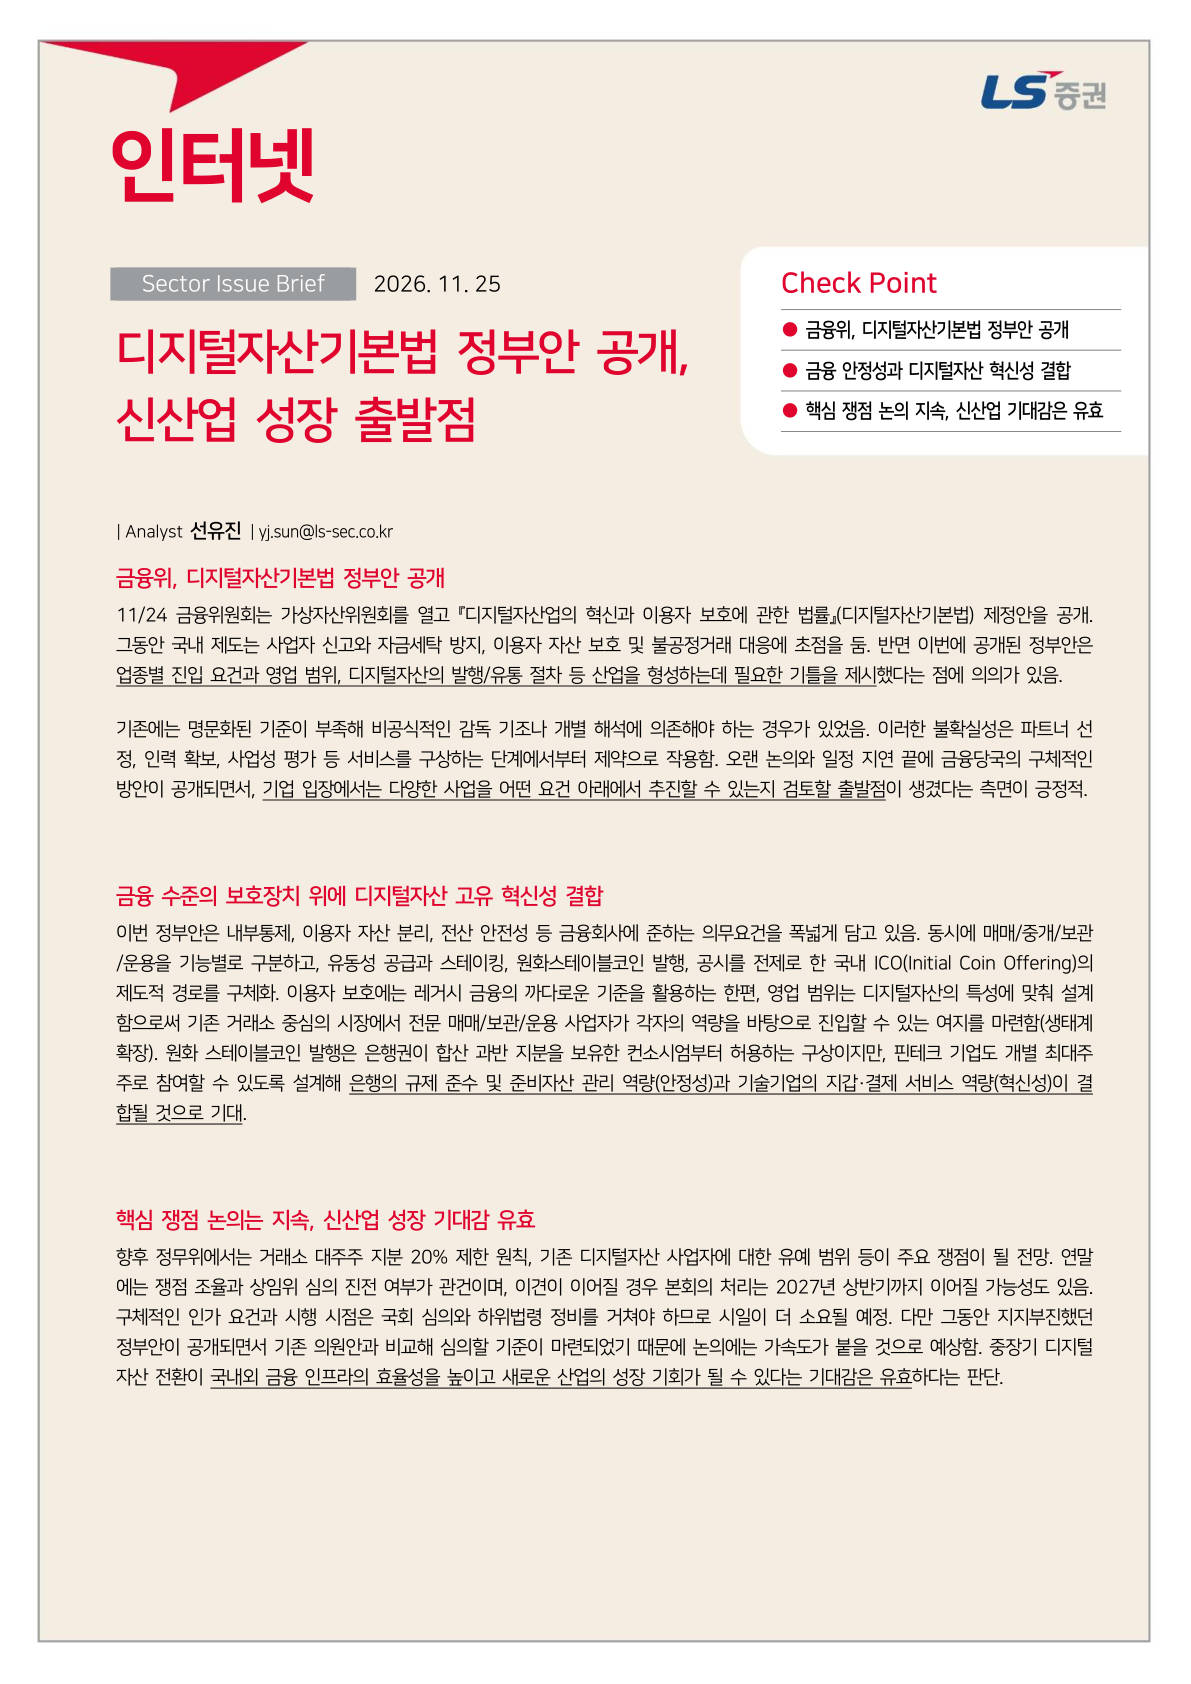 LS증권
인터넷
Sector Issue Brief 2026. 11. 25
디지털자산기본법 정부안 공개,
신산업 성장 출발점
Check Point
● 금융위, 디지털자산기본법 정부안 공개
● 금융 안정성과 디지털자산 혁신성 결합
● 핵심 쟁점 논의 지속, 신산업 기대감은 유효
| Analyst 선유진 | yj.sun@ls-sec.co.kr
금융위, 디지털자산기본법 정부안 공개
11/24 금융위원회는 가상자산위원회를 열고 『디지털자산업의 혁신과 이용자 보호에 관한 법률』(디지털자산기본법) 제정안을 공개.
그동안 국내 제도는 사업자 신고와 자금세탁 방지, 이용자 자산 보호 및 불공정거래 대응에 초점을 둠. 반면 이번에 공개된 정부안은
업종별 진입 요건과 영업 범위, 디지털자산의 발행/유통 절차 등 산업을 형성하는데 필요한 기틀을 제시했다는 점에 의의가 있음.
기존에는 명문화된 기준이 부족해 비공식적인 감독 기조나 개별 해석에 의존해야 하는 경우가 있었음. 이러한 불확실성은 파트너 선
정, 인력 확보, 사업성 평가 등 서비스를 구상하는 단계에서부터 제약으로 작용함. 오랜 논의와 일정 지연 끝에 금융당국의 구체적인
방안이 공개되면서, 기업 입장에서는 다양한 사업을 어떤 요건 아래에서 추진할 수 있는지 검토할 출발점이 생겼다는 측면이 긍정적.
금융 수준의 보호장치 위에 디지털자산 고유 혁신성 결합
이번 정부안은 내부통제, 이용자 자산 분리, 전산 안전성 등 금융회사에 준하는 의무요건을 폭넓게 담고 있음. 동시에 매매/중개/보관
/운용을 기능별로 구분하고, 유동성 공급과 스테이킹, 원화스테이블코인 발행, 공시를 전제로 한 국내 ICO(Initial Coin Offering)의
제도적 경로를 구체화. 이용자 보호에는 레거시 금융의 까다로운 기준을 활용하는 한편, 영업 범위는 디지털자산의 특성에 맞춰 설계
함으로써 기존 거래소 중심의 시장에서 전문 매매/보관/운용 사업자가 각자의 역량을 바탕으로 진입할 수 있는 여지를 마련함(생태계
확장). 원화 스테이블코인 발행은 은행권이 합산 과반 지분을 보유한 컨소시엄부터 허용하는 구상이지만, 핀테크 기업도 개별 최대주
주로 참여할 수 있도록 설계해 은행의 규제 준수 및 준비자산 관리 역량(안정성)과 기술기업의 지갑·결제 서비스 역량(혁신성)이 결
합될 것으로 기대.
핵심 쟁점 논의는 지속, 신산업 성장 기대감 유효
향후 정무위에서는 거래소 대주주 지분 20% 제한 원칙, 기존 디지털자산 사업자에 대한 유예 범위 등이 주요 쟁점이 될 전망. 연말
에는 쟁점 조율과 상임위 심의 진전 여부가 관건이며, 이견이 이어질 경우 본회의 처리는 2027년 상반기까지 이어질 가능성도 있음.
구체적인 인가 요건과 시행 시점은 국회 심의와 하위법령 정비를 거쳐야 하므로 시일이 더 소요될 예정. 다만 그동안 지지부진했던
정부안이 공개되면서 기존 의원안과 비교해 심의할 기준이 마련되었기 때문에 논의에는 가속도가 붙을 것으로 예상함. 중장기 디지털
자산 전환이 국내외 금융 인프라의 효율성을 높이고 새로운 산업의 성장 기회가 될 수 있다는 기대감은 유효하다는 판단.